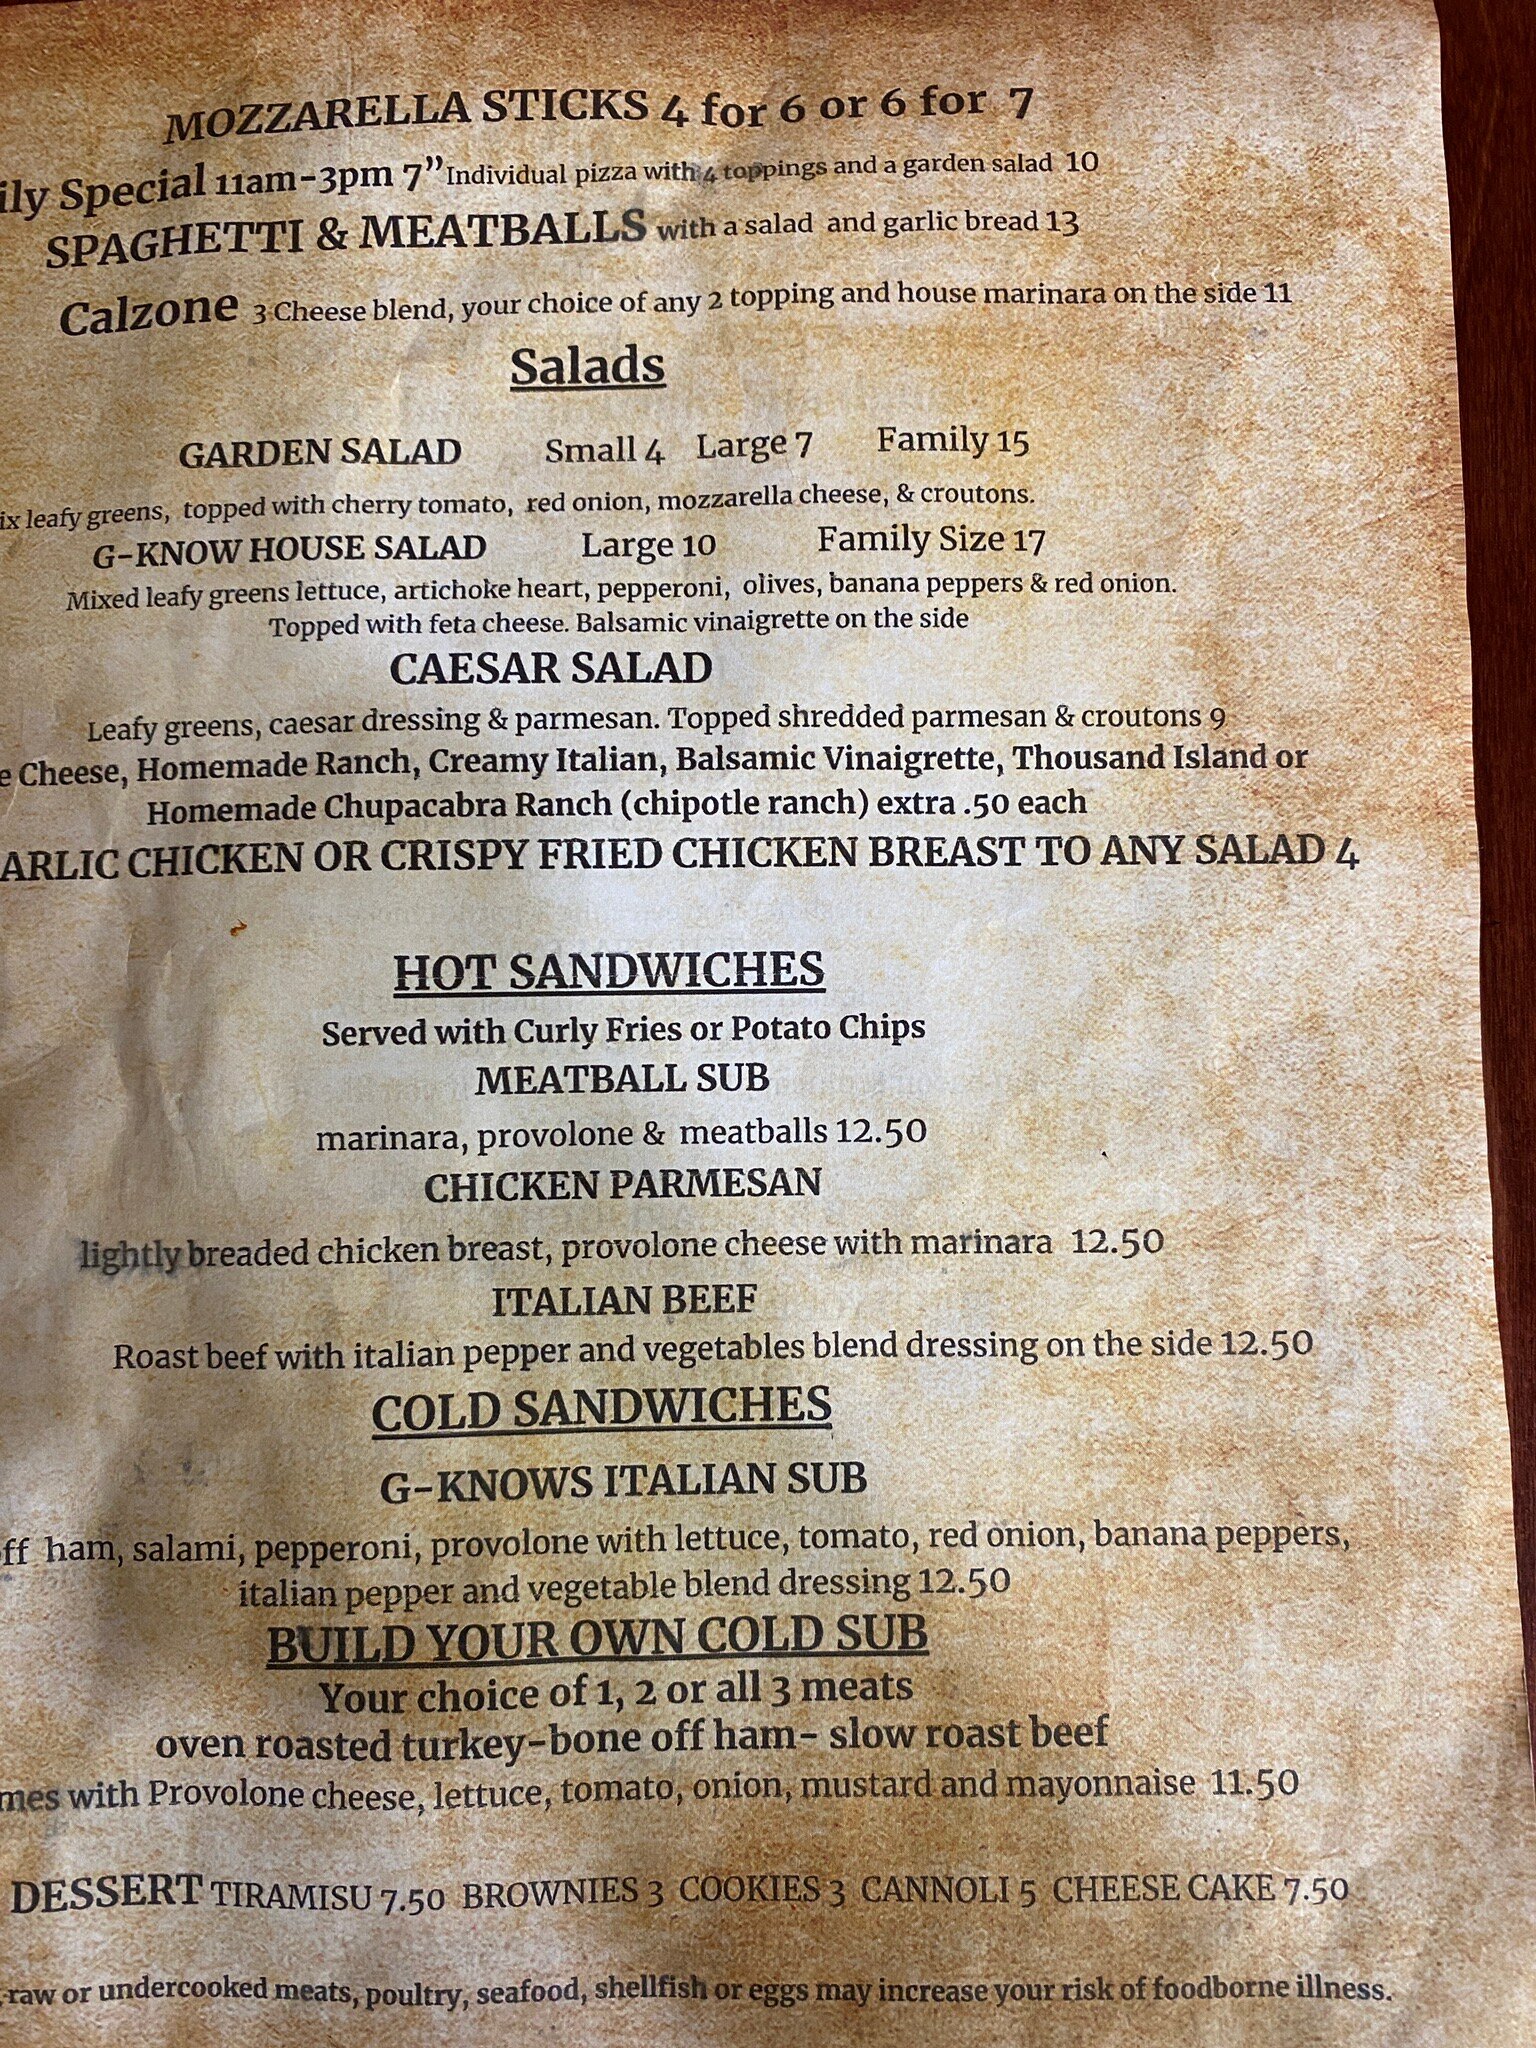 MOZZARELLA STICKS 4 for 6 or 6 for 7
ily Special 11am-3pm 7” Individual pizza with 4 toppings and a garden salad 10
SPAGHETTI & MEATBALLS with a salad and garlic bread 13
Calzone 3 Cheese blend, your choice of any 2 topping and house marinara on the side 11
Salads
GARDEN SALAD Small 4 Large 7 Family 15
ix leafy greens, topped with cherry tomato, red onion, mozzarella cheese, & croutons.
G-KNOW HOUSE SALAD Large 10 Family Size 17
Mixed leafy greens lettuce, artichoke heart, pepperoni, olives, banana peppers & red onion.
Topped with feta cheese. Balsamic vinaigrette on the side
CAESAR SALAD
Leafy greens, caesar dressing & parmesan. Topped shredded parmesan & croutons 9
e Cheese, Homemade Ranch, Creamy Italian, Balsamic Vinaigrette, Thousand Island or
Homemade Chupacabra Ranch (chipotle ranch) extra .50 each
ARLIC CHICKEN OR CRISPY FRIED CHICKEN BREAST TO ANY SALAD 4
HOT SANDWICHES
Served with Curly Fries or Potato Chips
MEATBALL SUB
marinara, provolone & meatballs 12.50
CHICKEN PARMESAN
lightly breaded chicken breast, provolone cheese with marinara 12.50
ITALIAN BEEF
Roast beef with italian pepper and vegetables blend dressing on the side 12.50
COLD SANDWICHES
G-KNOWS ITALIAN SUB
ff ham, salami, pepperoni, provolone with lettuce, tomato, red onion, banana peppers,
italian pepper and vegetable blend dressing 12.50
BUILD YOUR OWN COLD SUB
Your choice of 1, 2 or all 3 meats
oven roasted turkey-bone off ham- slow roast beef
mes with Provolone cheese, lettuce, tomato, onion, mustard and mayonnaise 11.50
DESSERT TIRAMISU 7.50 BROWNIES 3 COOKIES 3 CANNOLI 5 CHEESE CAKE 7.50
raw or undercooked meats, poultry, seafood, shellfish or eggs may increase your risk of foodborne illness.